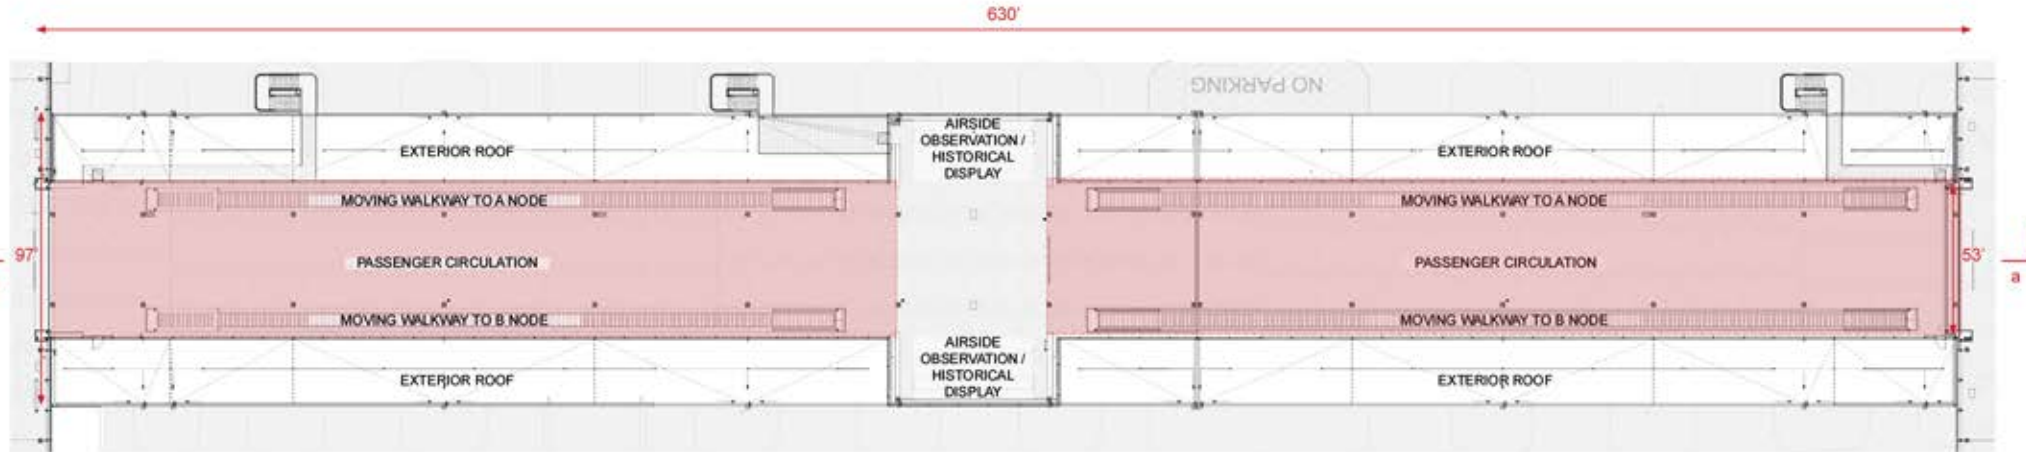 630'
NO PARKING
AIRSIDE
OBSERVATION /
HISTORICAL
DISPLAY
EXTERIOR ROOF
EXTERIOR ROOF
MOVING WALKWAY TO A NODE
MOVING WALKWAY TO A NODE
97'
PASSENGER CIRCULATION
PASSENGER CIRCULATION
53'
a
MOVING WALKWAY TO B NODE
MOVING WALKWAY TO B NODE
AIRSIDE
OBSERVATION /
HISTORICAL
DISPLAY
EXTERIOR ROOF
EXTERIOR ROOF